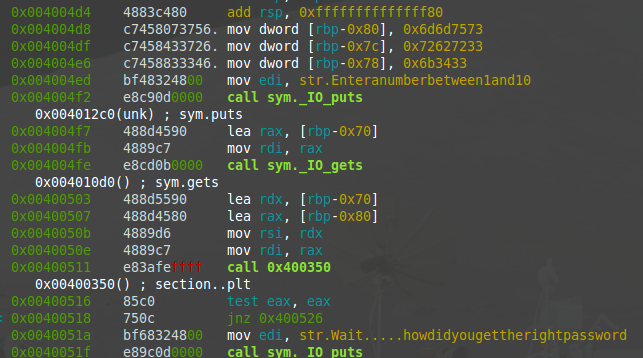 0x004004d4 4883c480 add rsp, 0xffffffffffffff80
0x004004d8 c7458073756. mov dword [rbp-0x80], 0x6d6d7573
0x004004df c7458433726. mov dword [rbp-0x7c], 0x72627233
0x004004e6 c7458833346. mov dword [rbp-0x78], 0x6b3433
0x004004ed bf48324800 mov edi, str.Enteranumberbetween1and10
0x004004f2 e8c90d0000 call sym._IO_puts
0x004012c0(unk) ; sym.puts
0x004004f7 488d4590 lea rax, [rbp-0x70]
0x004004fb 4889c7 mov rdi, rax
0x004004fe e8cd0b0000 call sym._IO_gets
0x004010d0() ; sym.gets
0x00400503 488d5590 lea rdx, [rbp-0x70]
0x00400507 488d4580 lea rax, [rbp-0x80]
0x0040050b 4889d6 mov rsi, rdx
0x0040050e 4889c7 mov rdi, rax
0x00400511 e83afeffff call 0x400350
0x00400350() ; section..plt
0x00400516 85c0 test eax, eax
0x00400518 750c jnz 0x400526
0x0040051a bf68324800 mov edi, str.Wait.....howdidyougettherightpassword
0x0040051f e89c0d0000 call sym._IO_puts